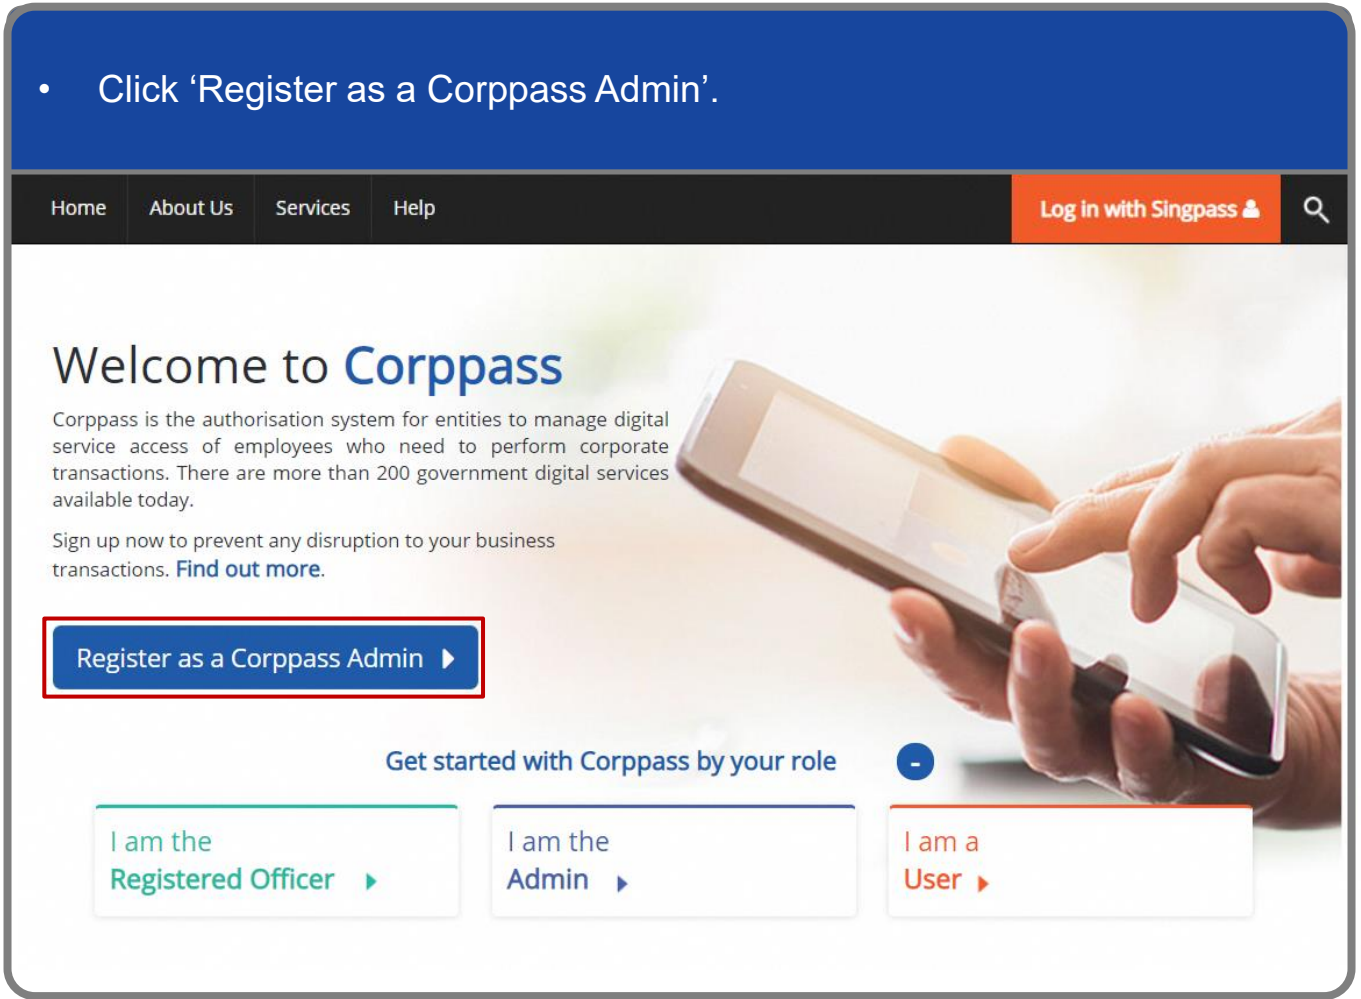 • Click ‘Register as a Corppass Admin’.
Home About Us Services Help Log in with Singpass
Welcome to Corppass
Corppass is the authorisation system for entities to manage digital
service access of employees who need to perform corporate
transactions. There are more than 200 government digital services
available today.
Sign up now to prevent any disruption to your business
transactions. Find out more.
Register as a Corppass Admin
Get started with Corppass by your role -
I am the
Registered Officer
I am the
Admin
I am a
User